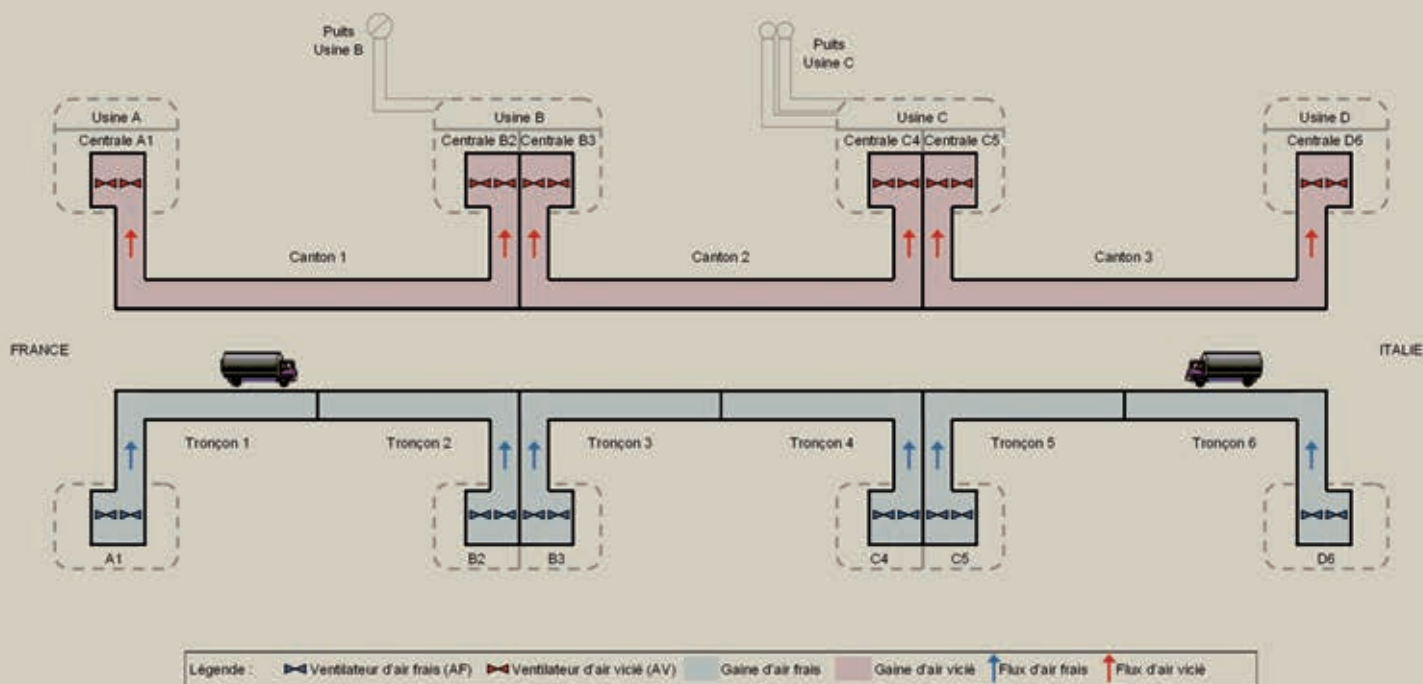 Puits
Usine B
Puits
Usine C
Usine A
Usine B
Usine C
Usine D
Centrale A1
Centrale B2
Centrale B3
Centrale C4
Centrale C5
Centrale D6
Canton 1
Canton 2
Canton 3
FRANCE
ITALIE
Tronçon 1
Tronçon 2
Tronçon 3
Tronçon 4
Tronçon 5
Tronçon 6
A1
B2
B3
C4
C5
D6
Légende : Ventilateur d'air frais (AF) Ventilateur d'air vicié (AV) Gaine d'air frais Gaine d'air vicié Flux d'air frais Flux d'air vicié